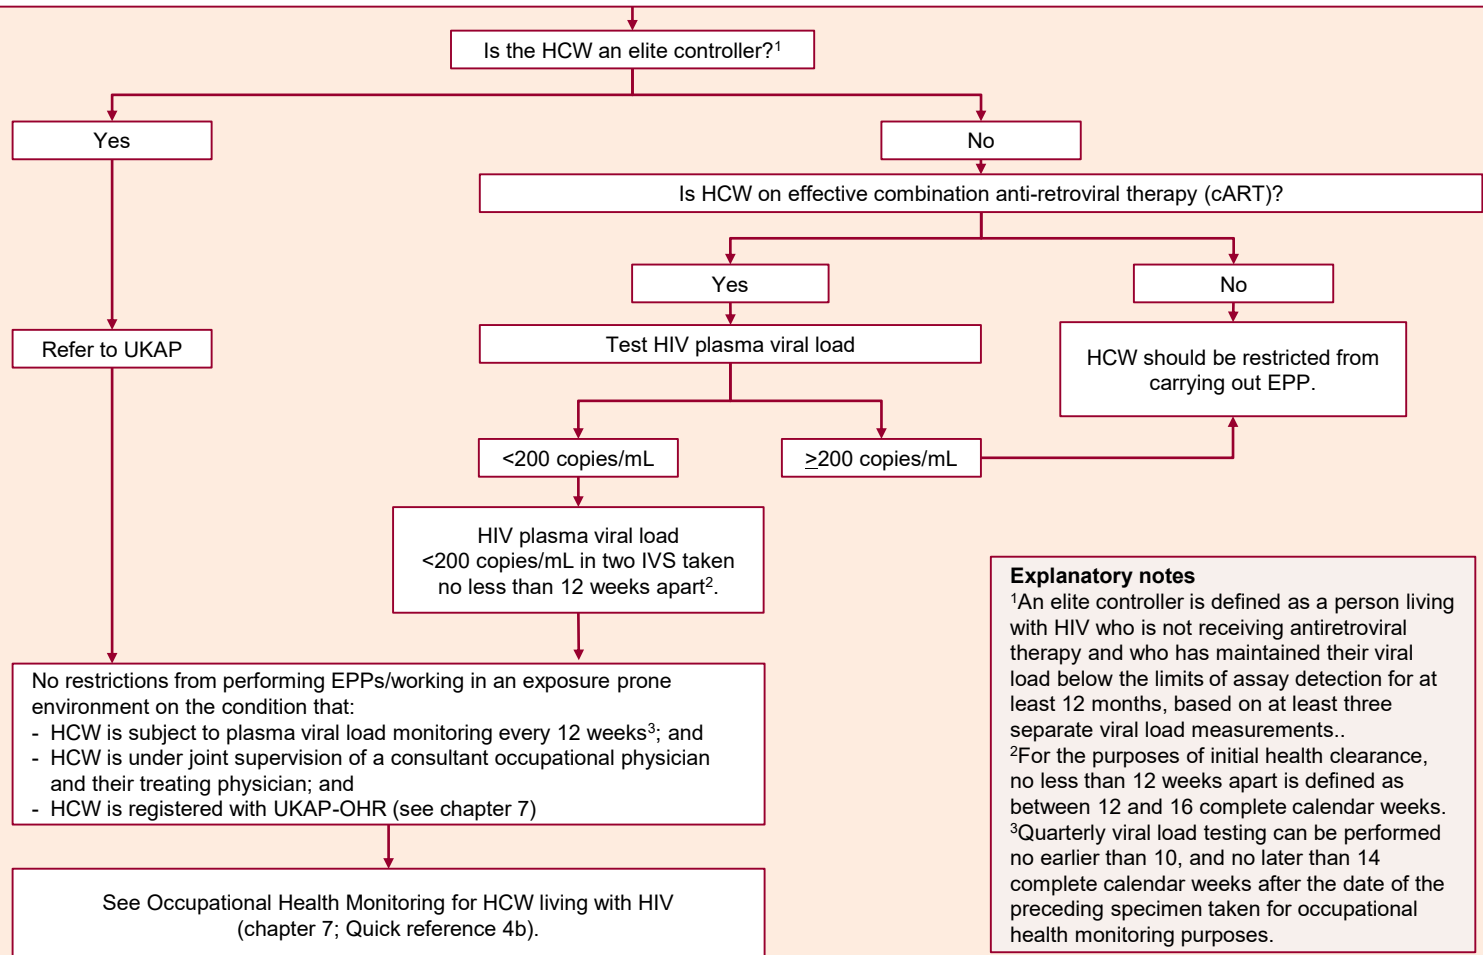 Is the HCW an elite controller?¹
Yes
No
Is HCW on effective combination anti-retroviral therapy (cART)?
Yes
No
Refer to UKAP
Test HIV plasma viral load
HCW should be restricted from
carrying out EPP.
<200 copies/mL
≥200 copies/mL
HIV plasma viral load
<200 copies/mL in two IVS taken
no less than 12 weeks apart².
No restrictions from performing EPPs/working in an exposure prone
environment on the condition that:
- HCW is subject to plasma viral load monitoring every 12 weeks³; and
- HCW is under joint supervision of a consultant occupational physician
and their treating physician; and
- HCW is registered with UKAP-OHR (see chapter 7)
See Occupational Health Monitoring for HCW living with HIV
(chapter 7; Quick reference 4b).
Explanatory notes
¹An elite controller is defined as a person living
with HIV who is not receiving antiretroviral
therapy and who has maintained their viral
load below the limits of assay detection for at
least 12 months, based on at least three
separate viral load measurements..
²For the purposes of initial health clearance,
no less than 12 weeks apart is defined as
between 12 and 16 complete calendar weeks.
³Quarterly viral load testing can be performed
no earlier than 10, and no later than 14
complete calendar weeks after the date of the
preceding specimen taken for occupational
health monitoring purposes.